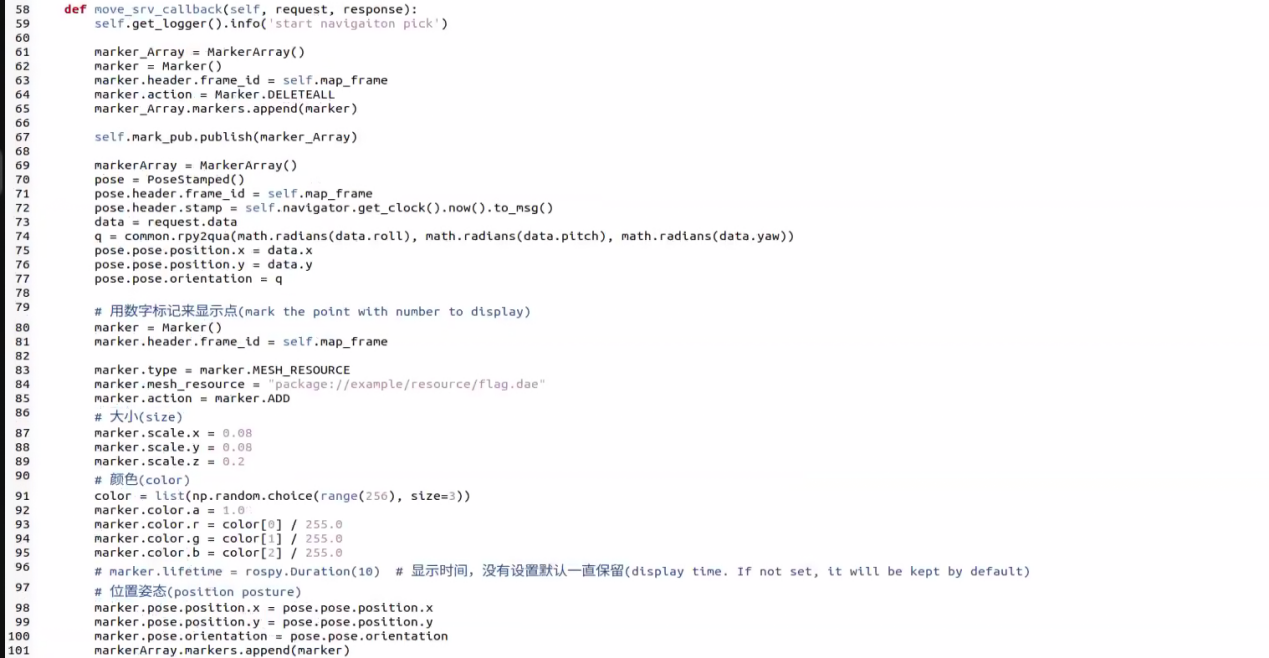 58     def move_srv_callback(self, request, response):
59         self.get_logger().info('start navigaiton pick')
60
61         marker_Array = MarkerArray()
62         marker = Marker()
63         marker.header.frame_id = self.map_frame
64         marker.action = Marker.DELETEALL
65         marker_Array.markers.append(marker)
66
67         self.mark_pub.publish(marker_Array)
68
69         markerArray = MarkerArray()
70         pose = PoseStamped()
71         pose.header.frame_id = self.map_frame
72         pose.header.stamp = self.navigator.get_clock().now().to_msg()
73         data = request.data
74         q = common.rpy2qua(math.radians(data.roll), math.radians(data.pitch), math.radians(data.yaw))
75         pose.pose.position.x = data.x
76         pose.pose.position.y = data.y
77         pose.pose.orientation = q
78
79         # 用数字标记来显示点(mark the point with number to display)
80         marker = Marker()
81         marker.header.frame_id = self.map_frame
82
83         marker.type = marker.MESH_RESOURCE
84         marker.mesh_resource = "package://example/resource/flag.dae"
85         marker.action = marker.ADD
86         # 大小(size)
87         marker.scale.x = 0.08
88         marker.scale.y = 0.08
89         marker.scale.z = 0.2
90         # 颜色(color)
91         color = list(np.random.choice(range(256), size=3))
92         marker.color.a = 1.0
93         marker.color.r = color[0] / 255.0
94         marker.color.g = color[1] / 255.0
95         marker.color.b = color[2] / 255.0
96         # marker.lifetime = rospy.Duration(10)  # 显示时间，没有设置默认一直保留(display time. If not set, it will be kept by default)
97         # 位置姿态(position posture)
98         marker.pose.position.x = pose.pose.position.x
99         marker.pose.position.y = pose.pose.position.y
100         marker.pose.orientation = pose.pose.orientation
101         markerArray.markers.append(marker)